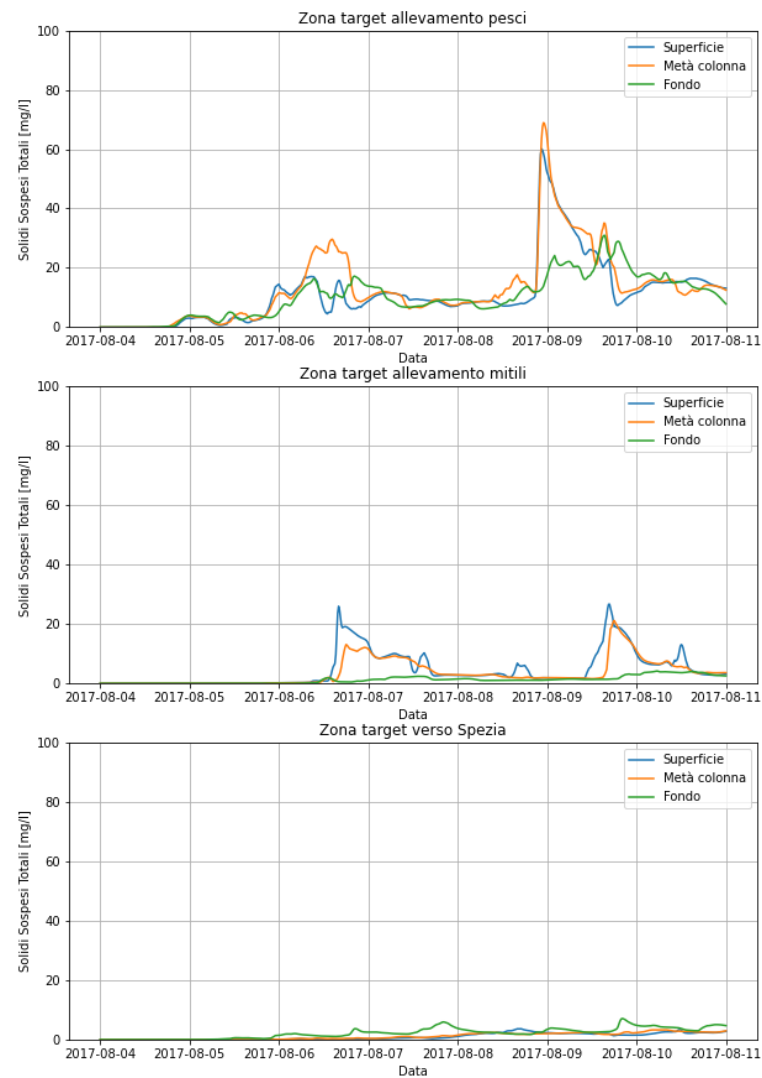 Zona target allevamento pesci
100
80
60
40
20
0
Solidi Sospesi Totali [mg/l]
Superficie
Metà colonna
Fondo
2017-08-04 2017-08-05 2017-08-06 2017-08-07 2017-08-08 2017-08-09 2017-08-10 2017-08-11
Data
Zona target allevamento mitili
100
80
60
40
20
0
Solidi Sospesi Totali [mg/l]
Superficie
Metà colonna
Fondo
2017-08-04 2017-08-05 2017-08-06 2017-08-07 2017-08-08 2017-08-09 2017-08-10 2017-08-11
Data
Zona target verso Spezia
100
80
60
40
20
0
Solidi Sospesi Totali [mg/l]
Superficie
Metà colonna
Fondo
2017-08-04 2017-08-05 2017-08-06 2017-08-07 2017-08-08 2017-08-09 2017-08-10 2017-08-11
Data